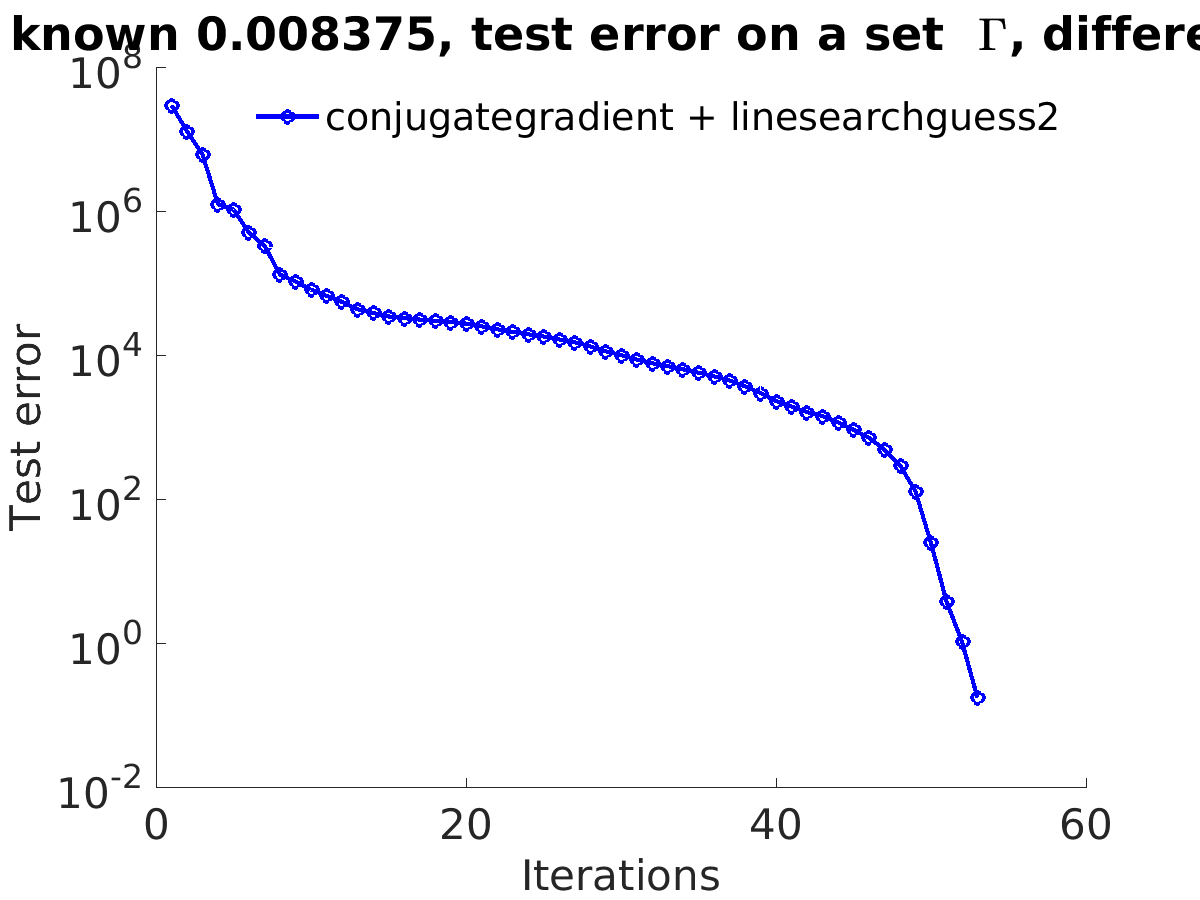 known 0.008375, test error on a set Γ, differe
conjugategradient + linesearchguess2
10^8
10^6
10^4
10^2
10^0
10^-2
Test error
0 20 40 60
Iterations